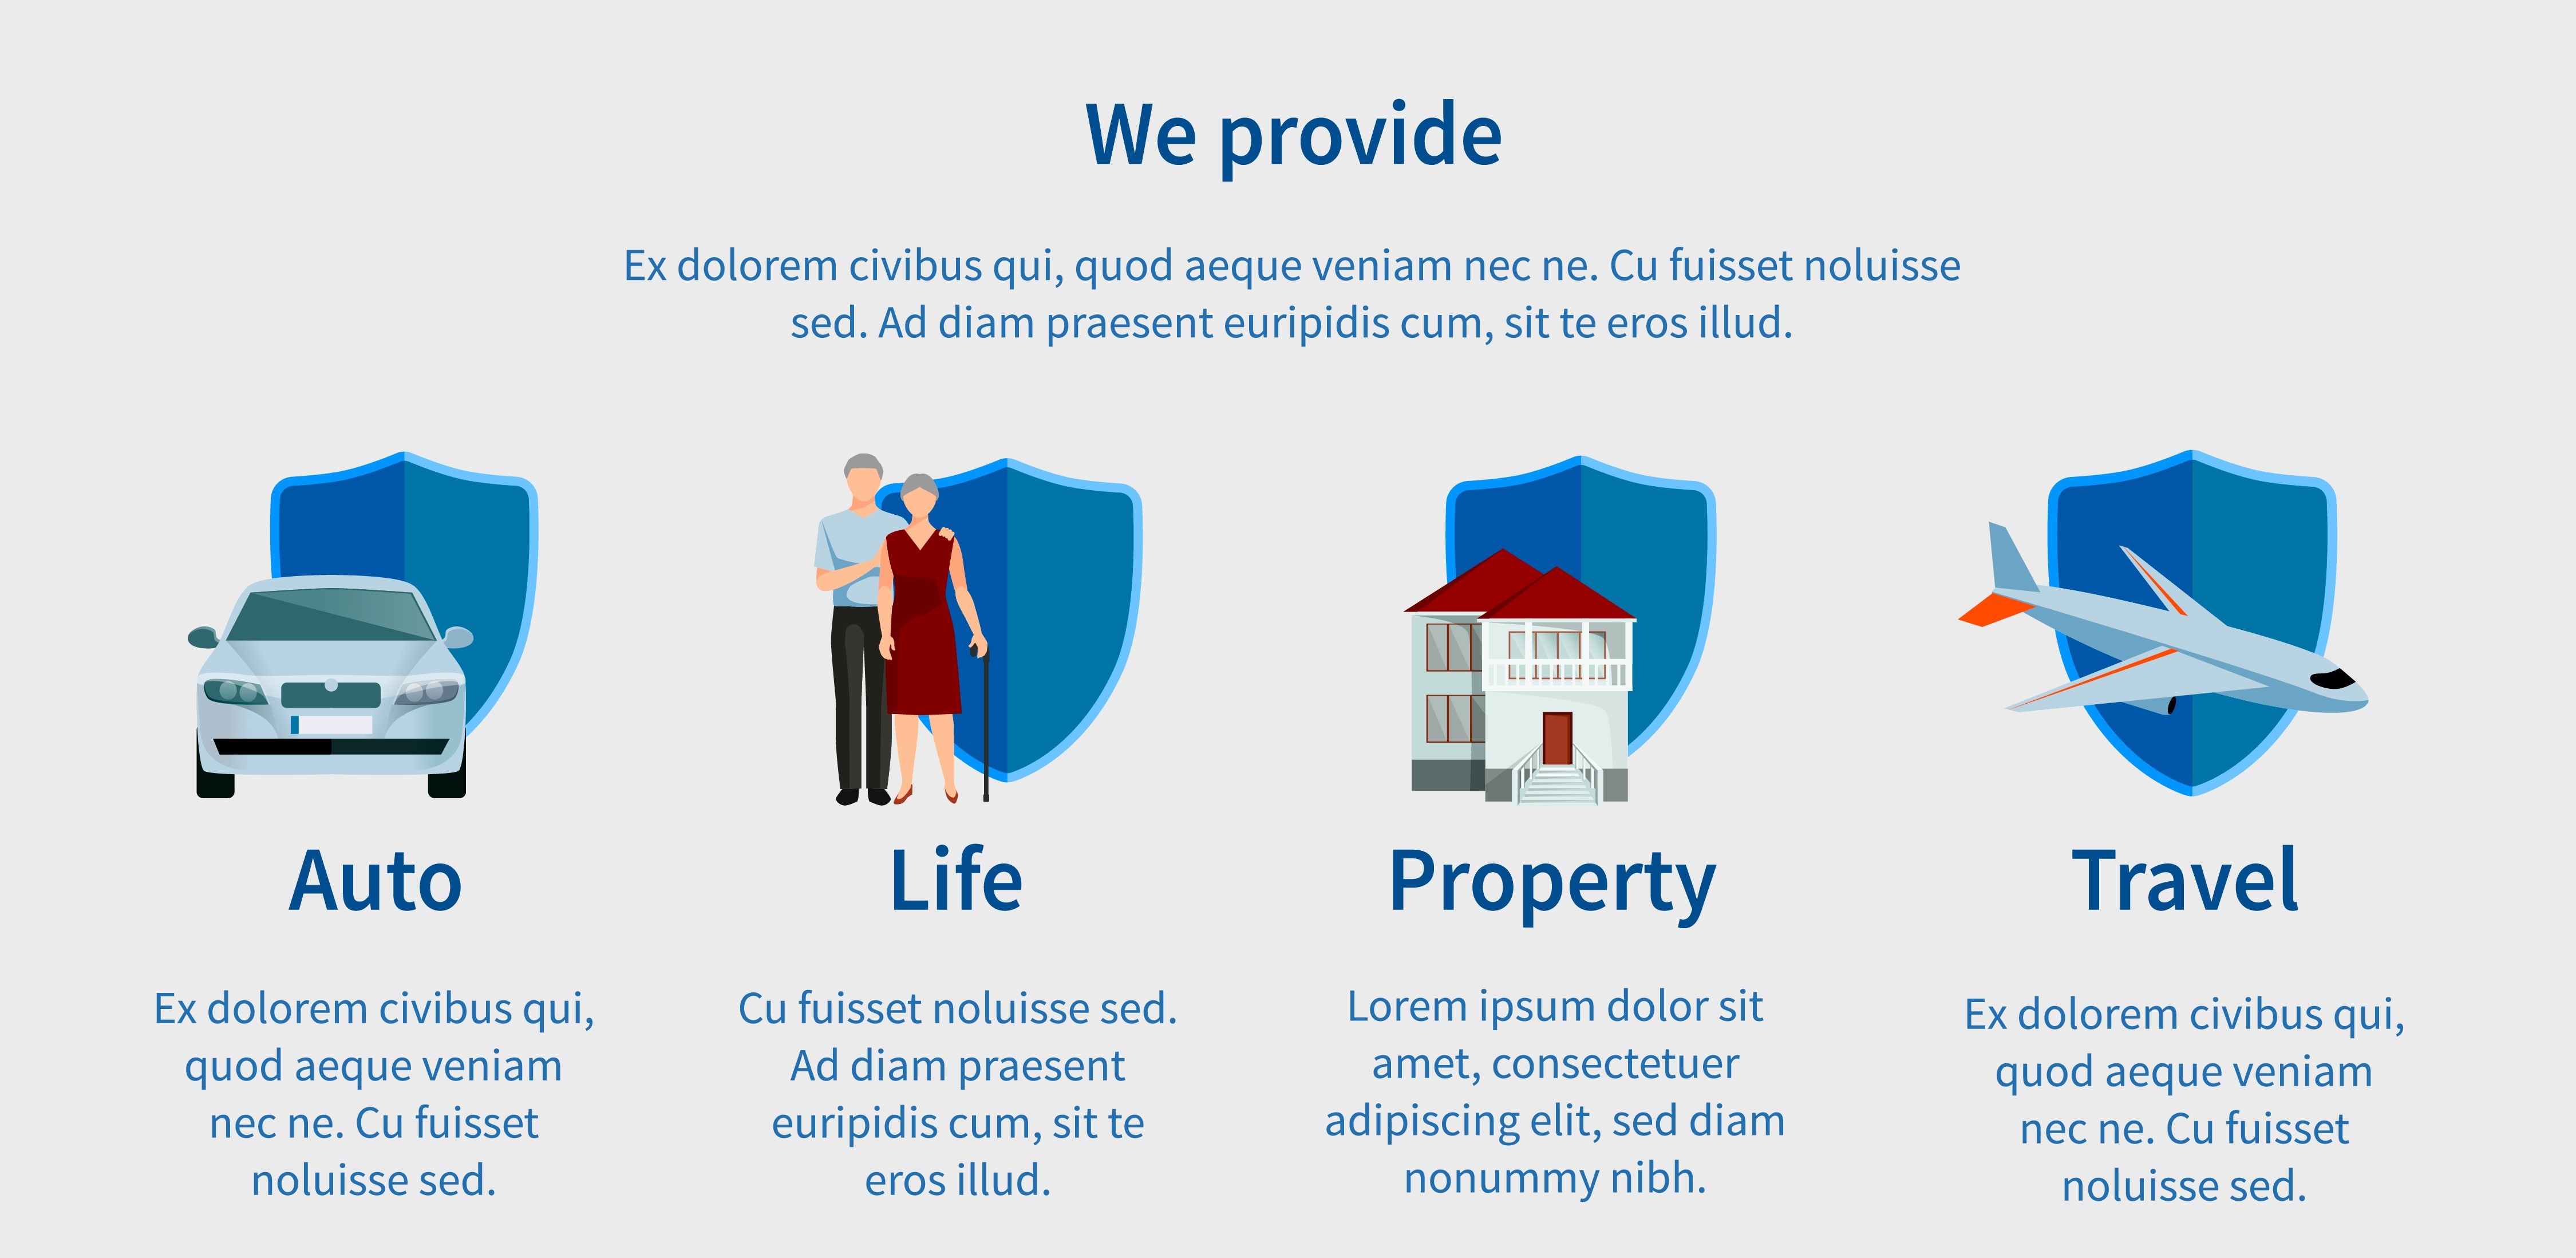 We provide
Ex dolorem civibus qui, quod aeque veniam nec ne. Cu fuisset noluisse
sed. Ad diam praesent euripidis cum, sit te eros illud.
Auto
Ex dolorem civibus qui,
quod aeque veniam
nec ne. Cu fuisset
noluisse sed.
Life
Cu fuisset noluisse sed.
Ad diam praesent
euripidis cum, sit te
eros illud.
Property
Lorem ipsum dolor sit
amet, consectetuer
adipiscing elit, sed diam
nonummy nibh.
Travel
Ex dolorem civibus qui,
quod aeque veniam
nec ne. Cu fuisset
noluisse sed.